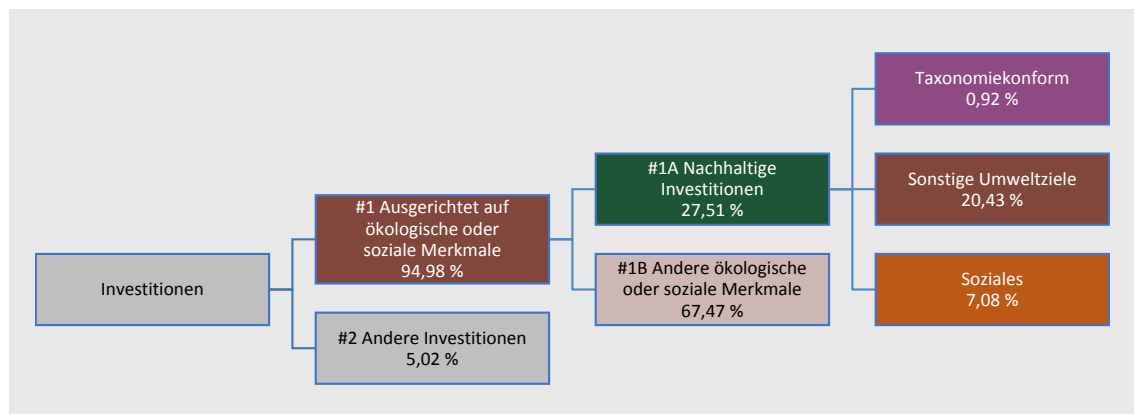 Investitionen
#1 Ausgerichtet auf
ökologische oder
soziale Merkmale
94,98 %
#2 Andere Investitionen
5,02 %
#1A Nachhaltige
Investitionen
27,51 %
#1B Andere ökologische
oder soziale Merkmale
67,47 %
Taxonomiekonform
0,92 %
Sonstige Umweltziele
20,43 %
Soziales
7,08 %